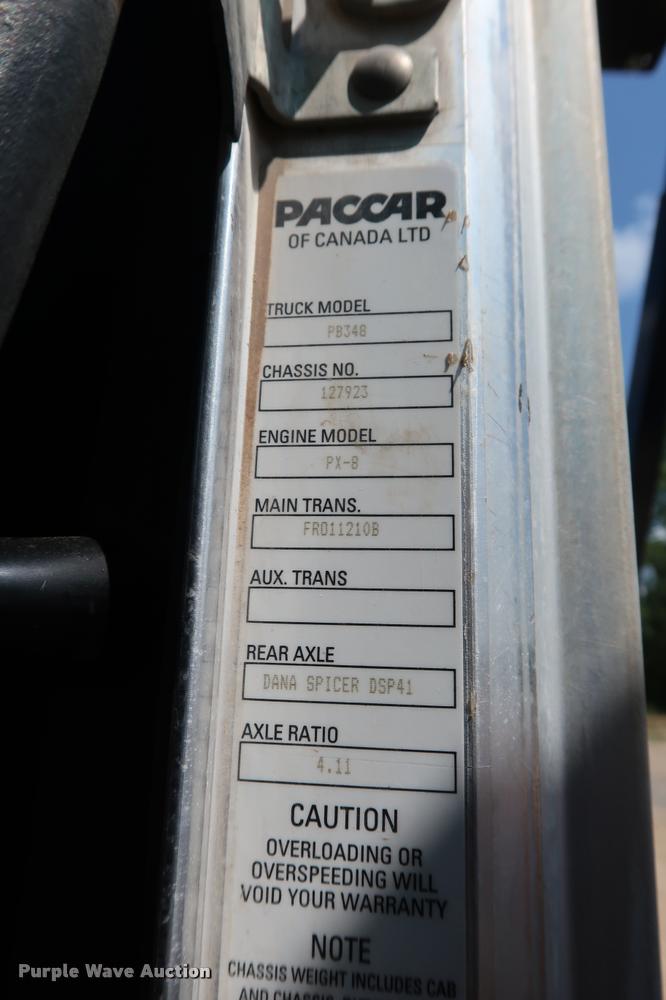 PACCAR
OF CANADA LTD
TRUCK MODEL
PB348
CHASSIS NO.
127923
ENGINE MODEL
PX-8
MAIN TRANS.
FRO11210B
AUX. TRANS
REAR AXLE
DANA SPICER DSP41
AXLE RATIO
4.11
CAUTION
OVERLOADING OR
OVERSPEEDING WILL
VOID YOUR WARRANTY
NOTE
CHASSIS WEIGHT INCLUDES CAB
AND CHASSIS,
Purple Wave Auction